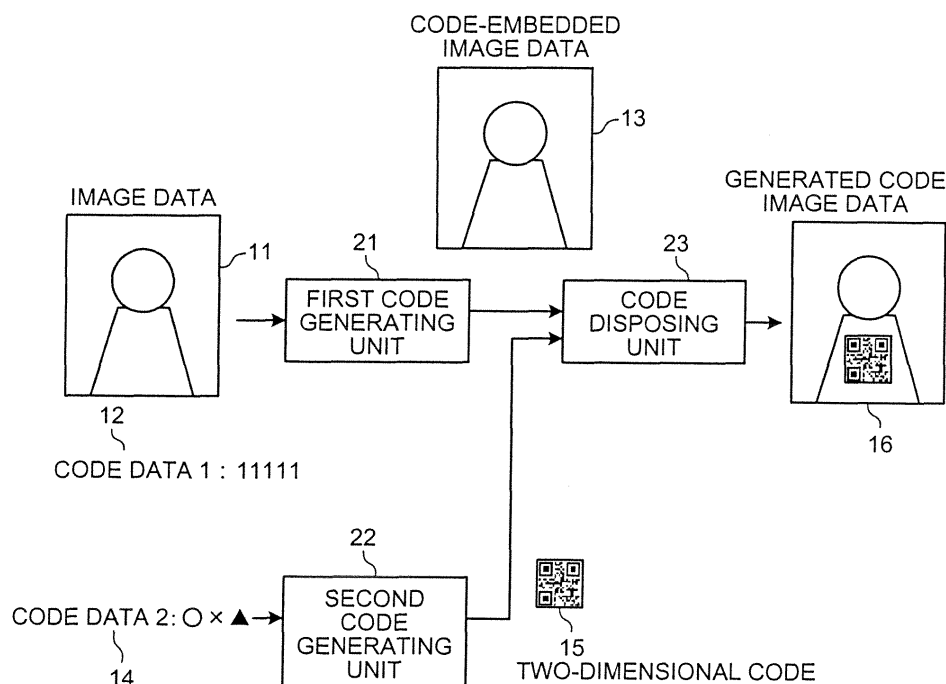 CODE-EMBEDDED
IMAGE DATA
13
GENERATED CODE
IMAGE DATA
IMAGE DATA
11
21
23
FIRST CODE
GENERATING
UNIT
CODE
DISPOSING
UNIT
16
12
CODE DATA 1 : 11111
22
CODE DATA 2: ○ × ▲
14
SECOND
CODE
GENERATING
UNIT
15
TWO-DIMENSIONAL CODE